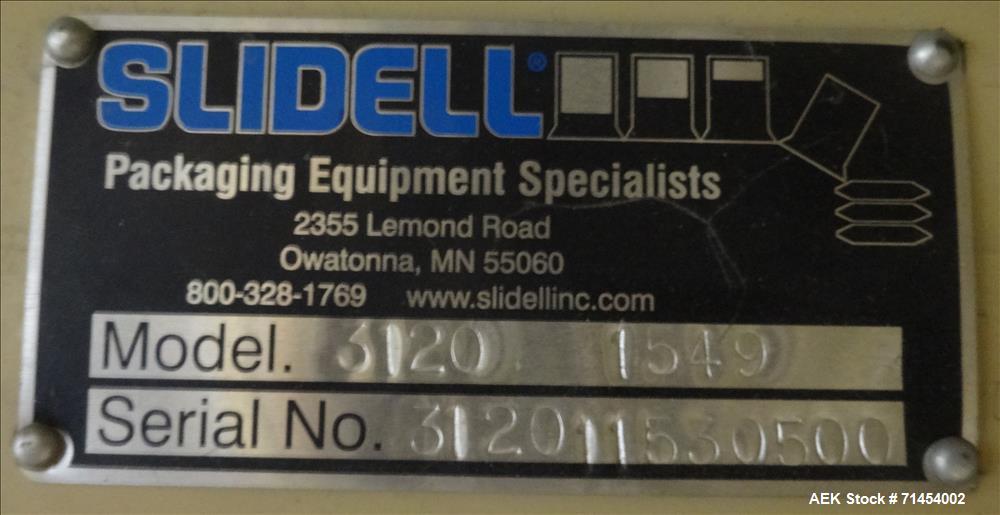 SLIDELL®
Packaging Equipment Specialists
2355 Lemond Road
Owatonna, MN 55060
800-328-1769 www.slidellinc.com
Model. 3120 1549
Serial No. 312011530500
AEK Stock # 71454002